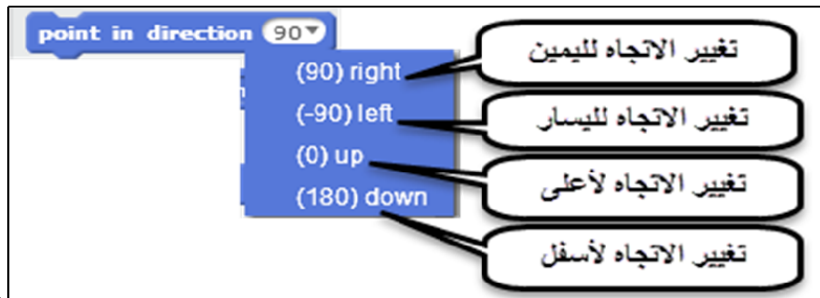 point in direction 90
(90) right
تغيير الاتجاه لليمين
(-90) left
تغيير الاتجاه لليسار
(0) up
تغيير الاتجاه لأعلى
(180) down
تغيير الاتجاه لأسفل